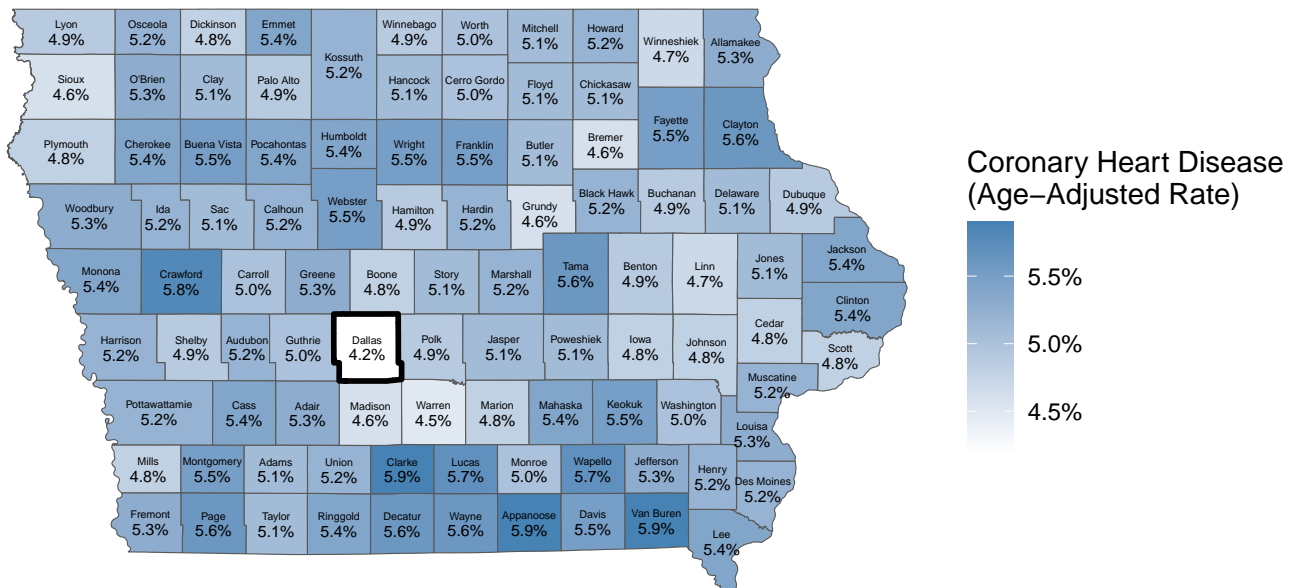 Lyon
4.9%
Osceola
5.2%
Dickinson
4.8%
Emmet
5.4%
Kossuth
5.2%
Winnebago
4.9%
Worth
5.0%
Mitchell
5.1%
Howard
5.2%
Winneshiek
4.7%
Allamakee
5.3%
Sioux
4.6%
O'Brien
5.3%
Clay
5.1%
Palo Alto
4.9%
Hancock
5.1%
Cerro Gordo
5.0%
Floyd
5.1%
Chickasaw
5.1%
Plymouth
4.8%
Cherokee
5.4%
Buena Vista
5.5%
Pocahontas
5.4%
Humboldt
5.4%
Wright
5.5%
Franklin
5.5%
Butler
5.1%
Bremer
4.6%
Fayette
5.5%
Clayton
5.6%
Woodbury
5.3%
Ida
5.2%
Sac
5.1%
Calhoun
5.2%
Webster
5.5%
Hamilton
4.9%
Hardin
5.2%
Grundy
4.6%
Black Hawk
5.2%
Buchanan
4.9%
Delaware
5.1%
Dubuque
4.9%
Monona
5.4%
Crawford
5.8%
Carroll
5.0%
Greene
5.3%
Boone
4.8%
Story
5.1%
Marshall
5.2%
Tama
5.6%
Benton
4.9%
Linn
4.7%
Jones
5.1%
Jackson
5.4%
Clinton
5.4%
Harrison
5.2%
Shelby
4.9%
Audubon
5.2%
Guthrie
5.0%
Dallas
4.2%
Polk
4.9%
Jasper
5.1%
Poweshiek
5.1%
Iowa
4.8%
Johnson
4.8%
Cedar
4.8%
Scott
4.8%
Muscatine
5.2%
Pottawattamie
5.2%
Cass
5.4%
Adair
5.3%
Madison
4.6%
Warren
4.5%
Marion
4.8%
Mahaska
5.4%
Keokuk
5.5%
Washington
5.0%
Louisa
5.3%
Mills
4.8%
Montgomery
5.5%
Adams
5.1%
Union
5.2%
Clarke
5.9%
Lucas
5.7%
Monroe
5.0%
Wapello
5.7%
Jefferson
5.3%
Henry
5.2%
Des Moines
5.2%
Fremont
5.3%
Page
5.6%
Taylor
5.1%
Ringgold
5.4%
Decatur
5.6%
Wayne
5.6%
Appanoose
5.9%
Davis
5.5%
Van Buren
5.9%
Lee
5.4%
Coronary Heart Disease
(Age−Adjusted Rate)
5.5%
5.0%
4.5%